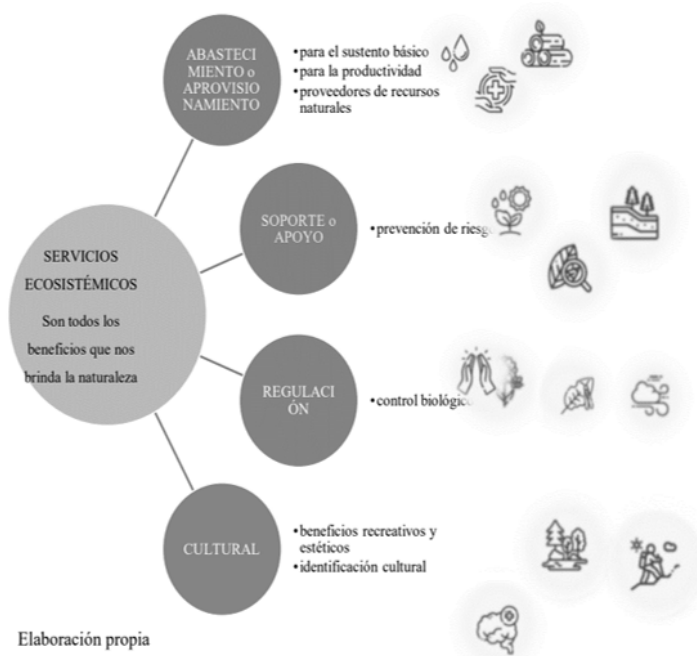 ABASTECI
MIENTO o
APROVISIO
NAMIENTO
•para el sustento básico
•para la productividad
•proveedores de recursos
naturales
SOPORTE o
APOYO
•prevención de
SERVICIOS
ECOSISTÉMICOS
Son todos los
beneficios que nos
brinda la naturaleza
REGULACI
ÓN
•control biológico
CULTURAL
•beneficios recreativos y
estéticos
•identificación cultural
Elaboración propia